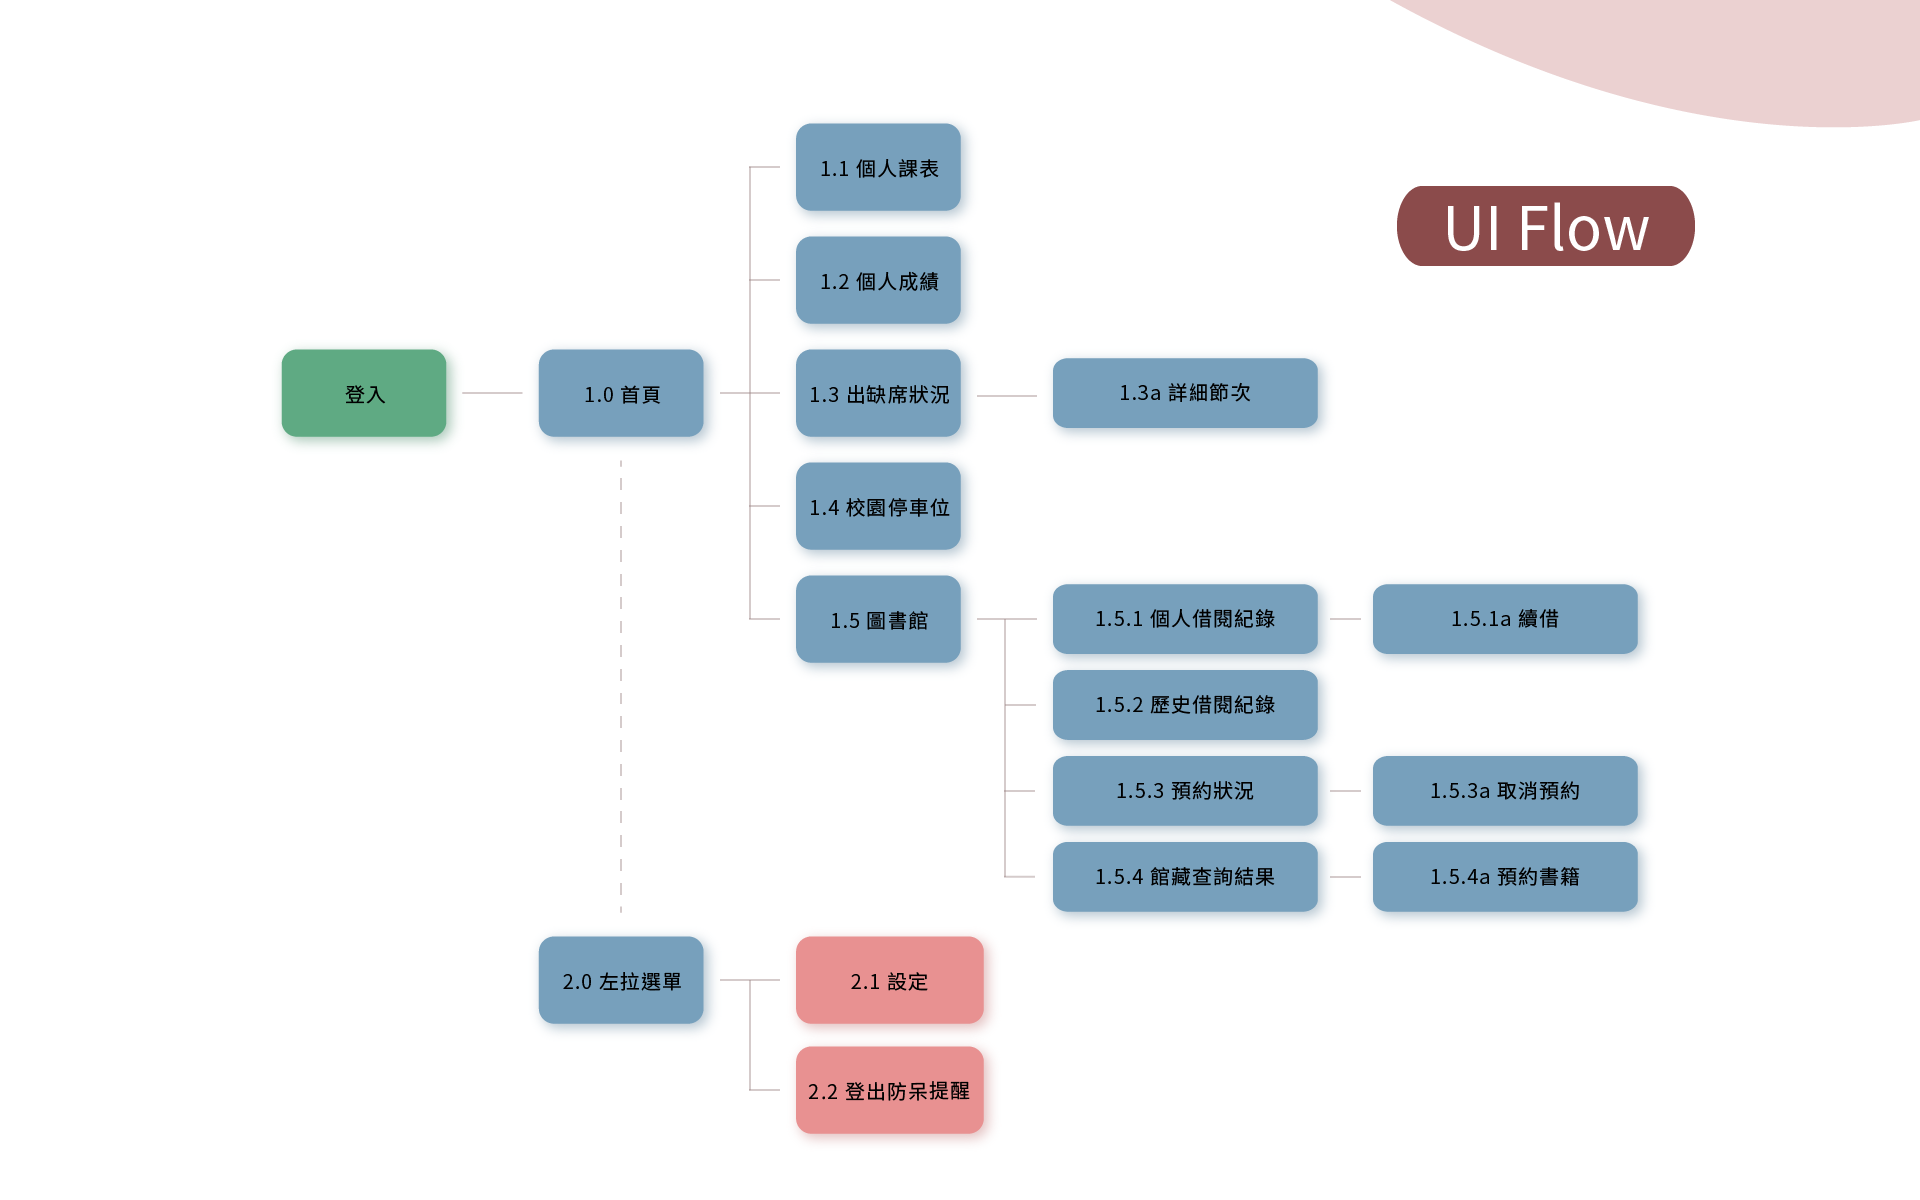 UI Flow
登入
1.0 首頁
1.1 個人課表
1.2 個人成績
1.3 出缺席狀況
1.3a 詳細節次
1.4 校園停車位
1.5 圖書館
1.5.1 個人借閱紀錄
1.5.1a 續借
1.5.2 歷史借閱紀錄
1.5.3 預約狀況
1.5.3a 取消預約
1.5.4 館藏查詢結果
1.5.4a 預約書籍
2.0 左拉選單
2.1 設定
2.2 登出防呆提醒